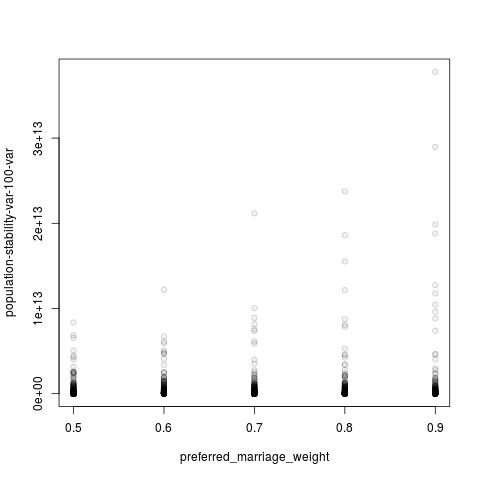 population-stability-var-100-var
3e+13
2e+13
1e+13
0e+00
0.5 0.6 0.7 0.8 0.9
preferred_marriage_weight